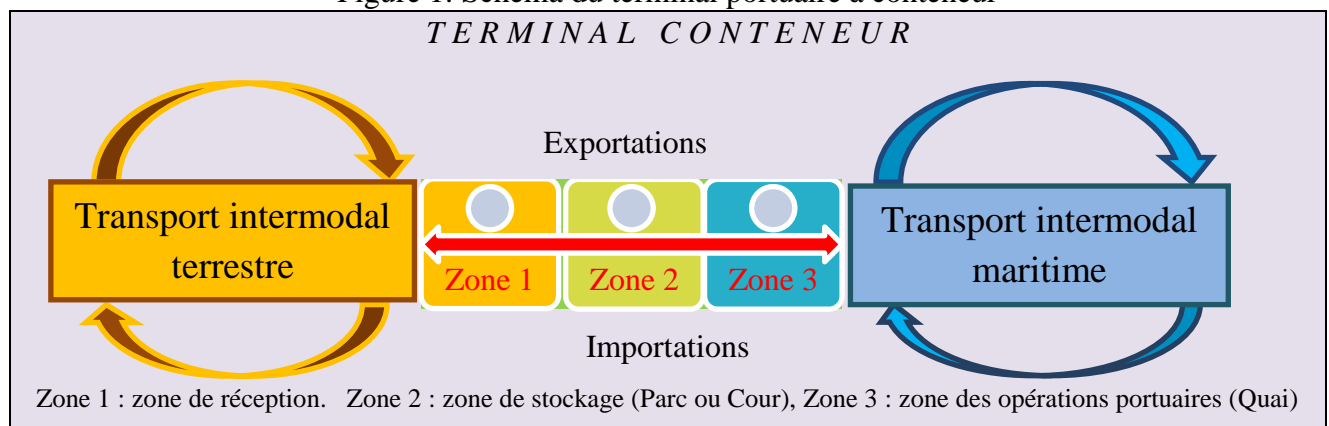 Figure 1: Schéma du terminal portuaire à conteneur
TERMINAL CONTENEUR
Exportations
Transport intermodal
terrestre
Zone 1
Zone 2
Zone 3
Transport intermodal
maritime
Importations
Zone 1 : zone de réception. Zone 2 : zone de stockage (Parc ou Cour), Zone 3 : zone des opérations portuaires (Quai)